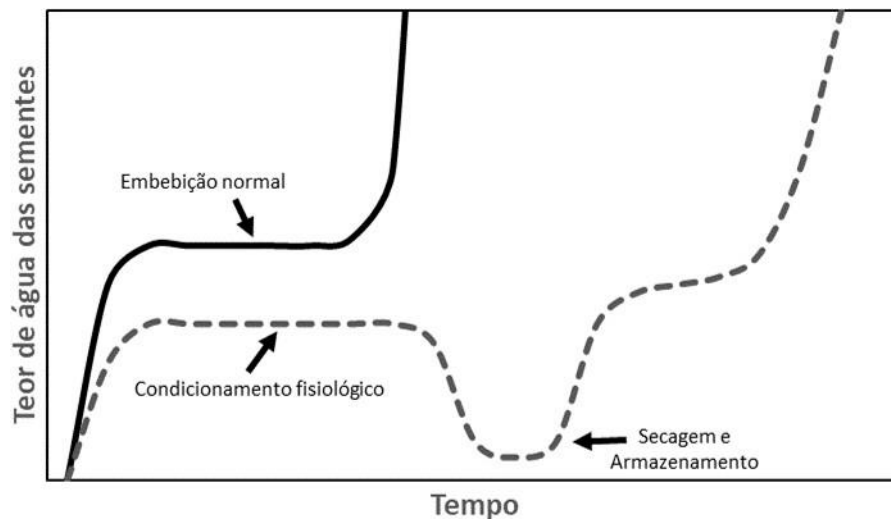 Teor de água das sementes
Embebição normal
Condicionamento fisiológico
Secagem e
Armazenamento
Tempo